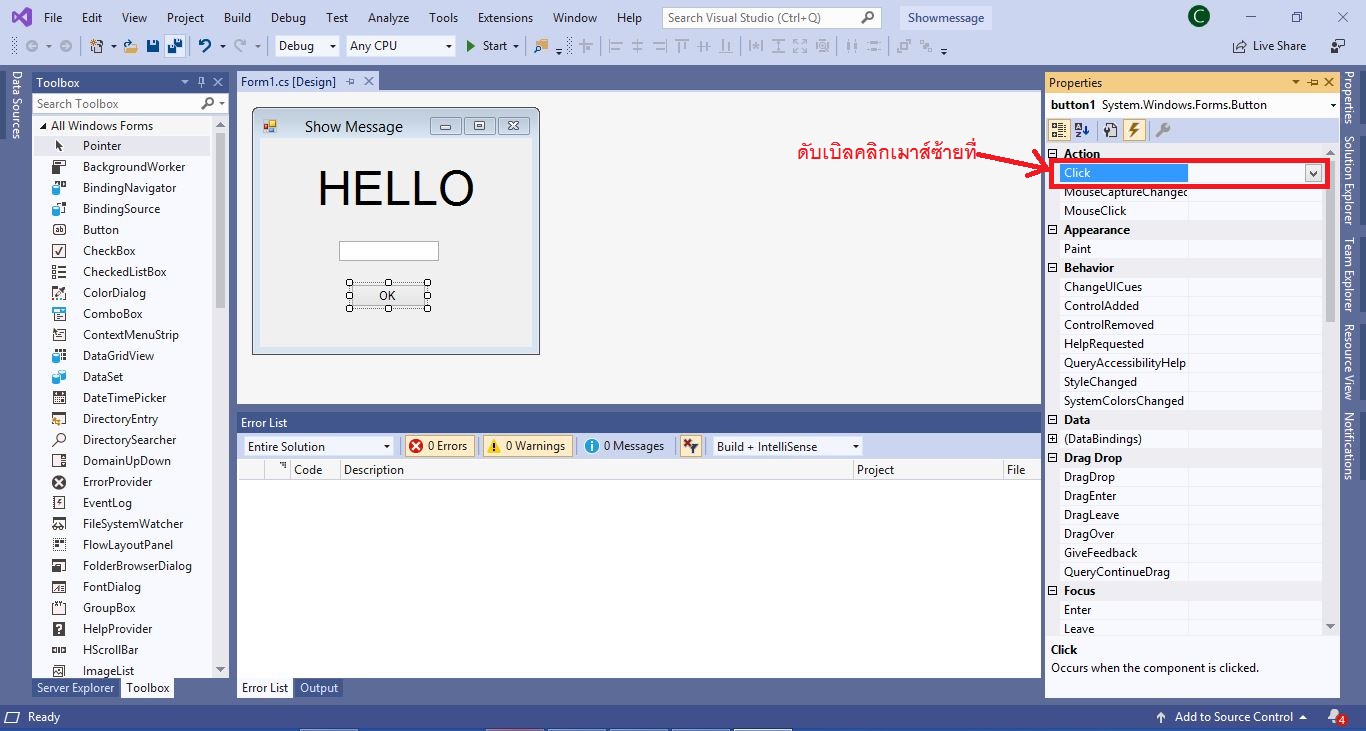 File Edit View Project Build Debug Test Analyze Tools Extensions Window Help Search Visual Studio (Ctrl+Q) Showmessage C
Debug Any CPU Start Live Share
Data Sources
Toolbox
Search Toolbox
All Windows Forms
Pointer
BackgroundWorker
BindingNavigator
BindingSource
Button
CheckBox
CheckedListBox
ColorDialog
ComboBox
ContextMenuStrip
DataGridView
DataSet
DateTimePicker
DirectoryEntry
DirectorySearcher
DomainUpDown
ErrorProvider
EventLog
FileSystemWatcher
FlowLayoutPanel
FolderBrowserDialog
FontDialog
GroupBox
HelpProvider
HScrollBar
ImageList
Server Explorer Toolbox
Form1.cs [Design]
Show Message
HELLO
OK
ดับเบิลคลิกเมาส์ซ้ายที่
Error List
Entire Solution 0 Errors 0 Warnings 0 Messages Build + IntelliSense
Code Description Project File
Error List Output
Properties
button1 System.Windows.Forms.Button
Action
Click
MouseCaptureChanged
MouseClick
Appearance
Paint
Behavior
ChangeUICues
ControlAdded
ControlRemoved
HelpRequested
QueryAccessibilityHelp
StyleChanged
SystemColorsChanged
Data
(DataBindings)
Drag Drop
DragDrop
DragEnter
DragLeave
DragOver
GiveFeedback
QueryContinueDrag
Focus
Enter
Leave
Click
Occurs when the component is clicked.
Properties
Solution Explorer
Team Explorer
Resource View
Notifications
Ready Add to Source Control 4